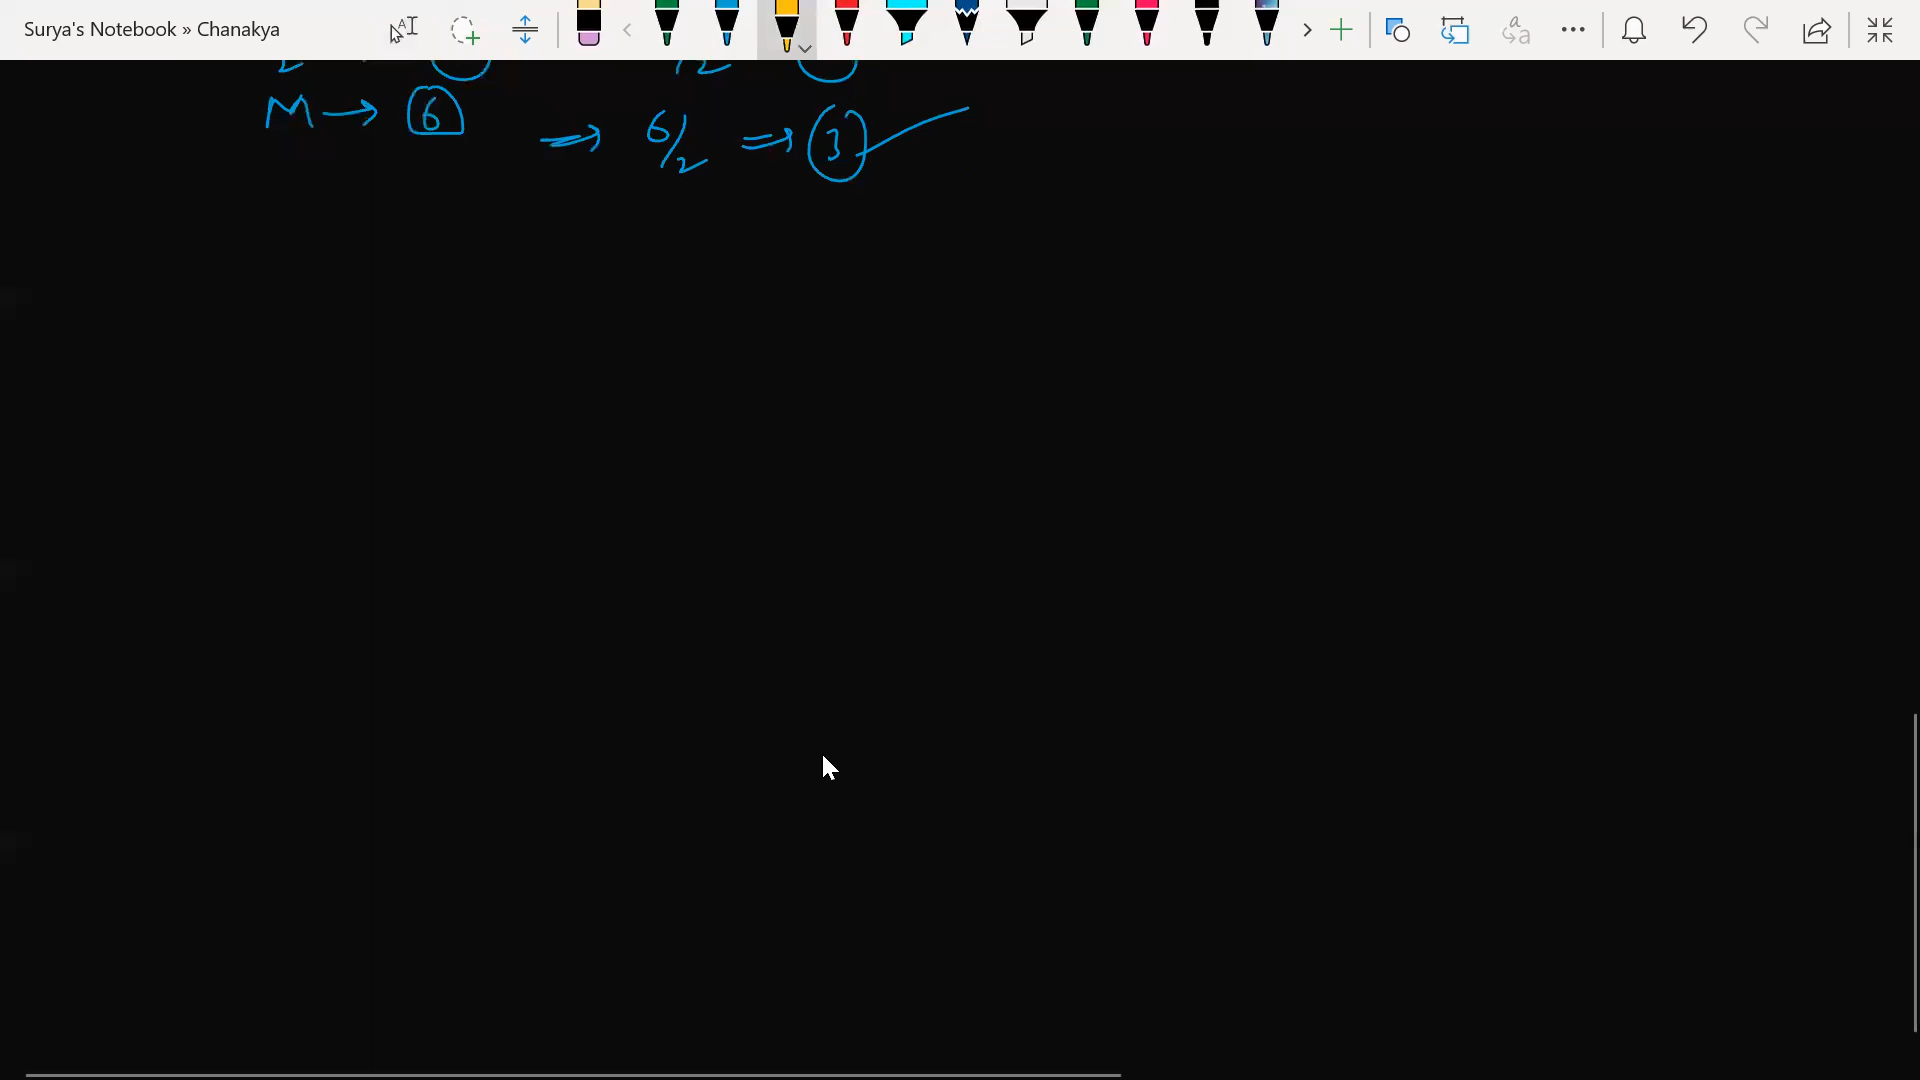 Surya's Notebook » Chanakya
M → 6 ⇒ 6/2 ⇒ 3